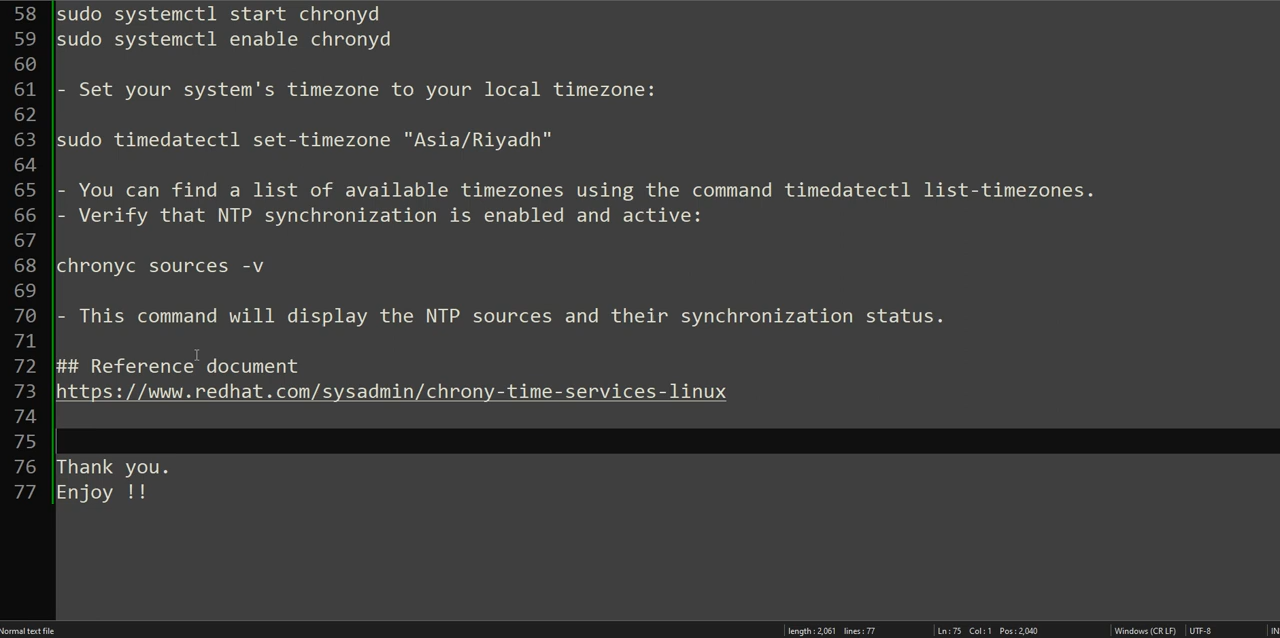 58 sudo systemctl start chronyd
59 sudo systemctl enable chronyd
60
61 - Set your system's timezone to your local timezone:
62
63 sudo timedatectl set-timezone "Asia/Riyadh"
64
65 - You can find a list of available timezones using the command timedatectl list-timezones.
66 - Verify that NTP synchronization is enabled and active:
67
68 chronyc sources -v
69
70 - This command will display the NTP sources and their synchronization status.
71
72 ## Reference document
73 https://www.redhat.com/sysadmin/chrony-time-services-linux
74
75
76 Thank you.
77 Enjoy !!
Normal text file length : 2,061 lines : 77 Ln : 75 Col : 1 Pos : 2,040 Windows (CR LF) UTF-8 IN